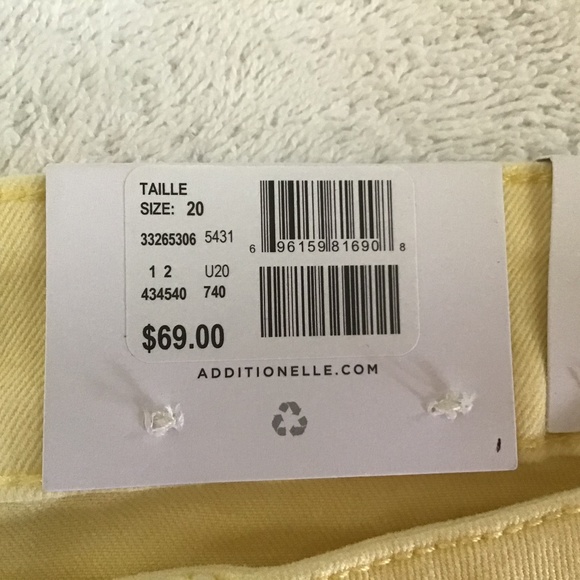 TAILLE
SIZE: 20
33265306 5431
6 96159 81690 8
1 2 U20
434540 740
$69.00
ADDITIONELLE.COM